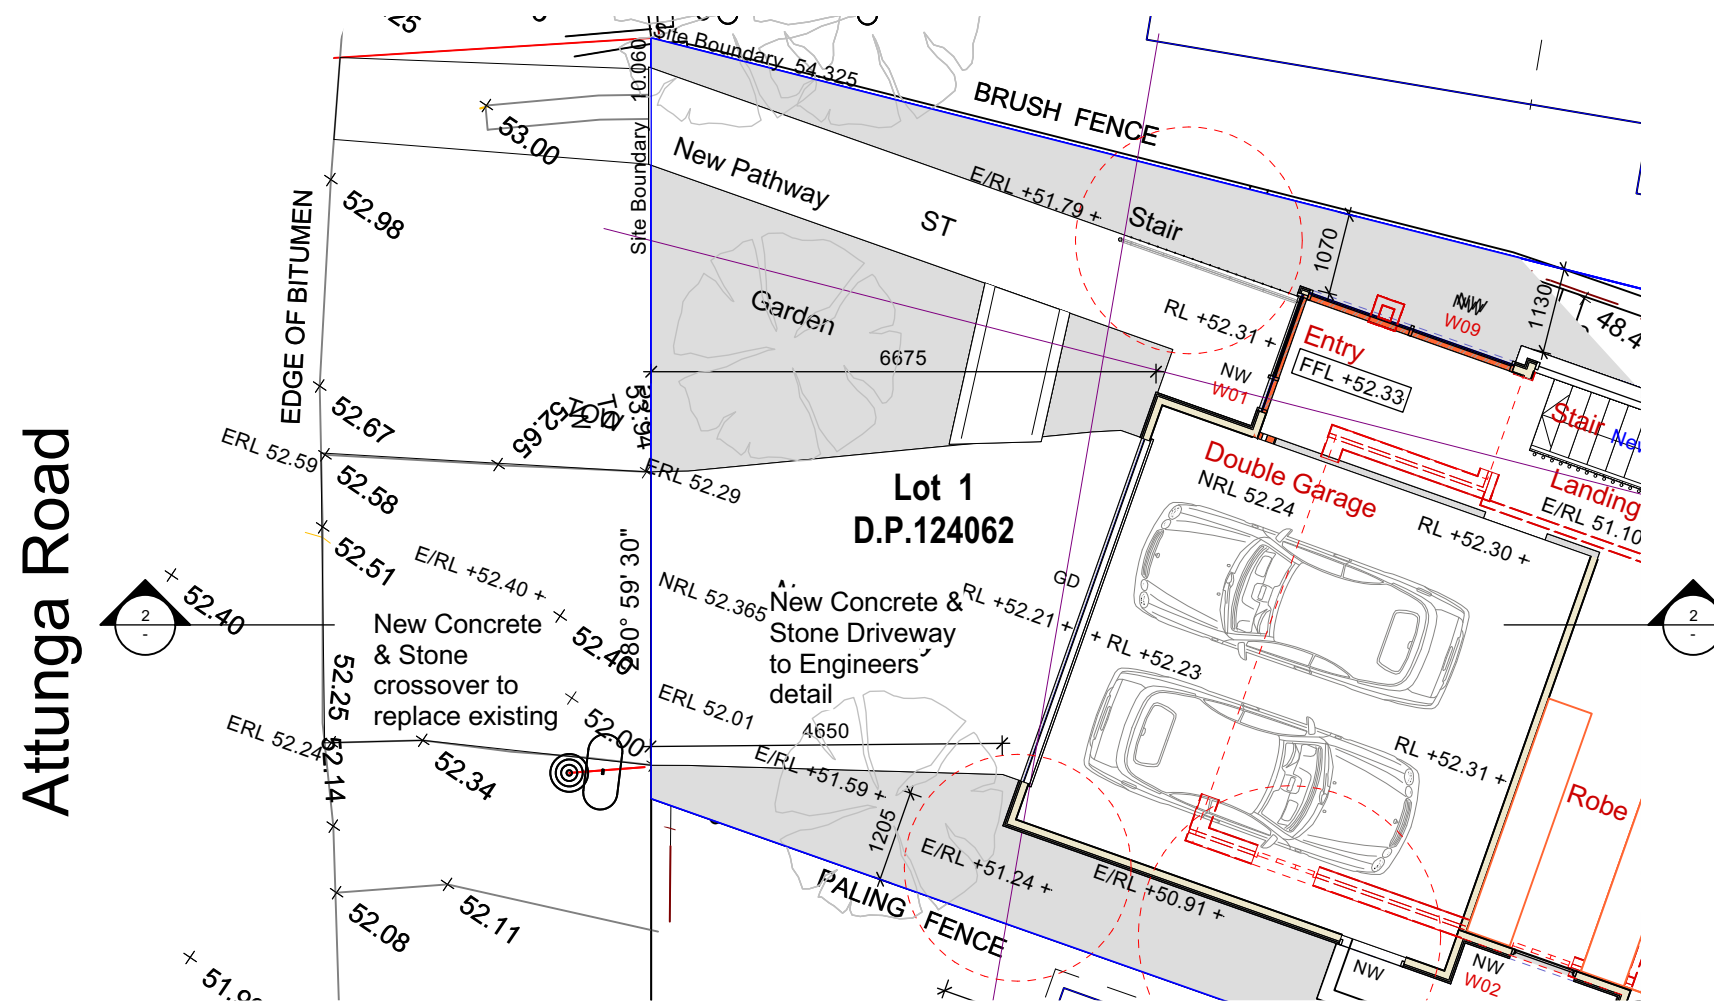 Site Boundary 54.325
BRUSH FENCE
10.060
Site Boundary
53.00
New Pathway
ST
E/RL +51.79 +
Stair
52.98
EDGE OF BITUMEN
Garden
1070
1130
RL +52.31 +
W09
48.4
Entry
FFL +52.33
6675
NW
W01
Stair
52.67
52.65
TOW
53.94
ERL 52.59
ERL 52.29
Lot 1
D.P.124062
Double Garage
NRL 52.24
Landing
E/RL 51.10
RL +52.30 +
52.58
52.51
280° 59' 30"
E/RL +52.40 +
NRL 52.365
GD
RL +52.21 +
+ RL +52.23
Attunga Road
2
-
52.40
New Concrete
& Stone
crossover to
replace existing
52.40
New Concrete &
Stone Driveway
to Engineers
detail
2
-
52.25
ERL 52.01
52.00
4650
ERL 52.24
52.14
52.34
E/RL +51.59 +
RL +52.31 +
Robe
1205
E/RL +51.24 +
E/RL +50.91 +
PALING FENCE
52.08
52.11
NW
NW
W02